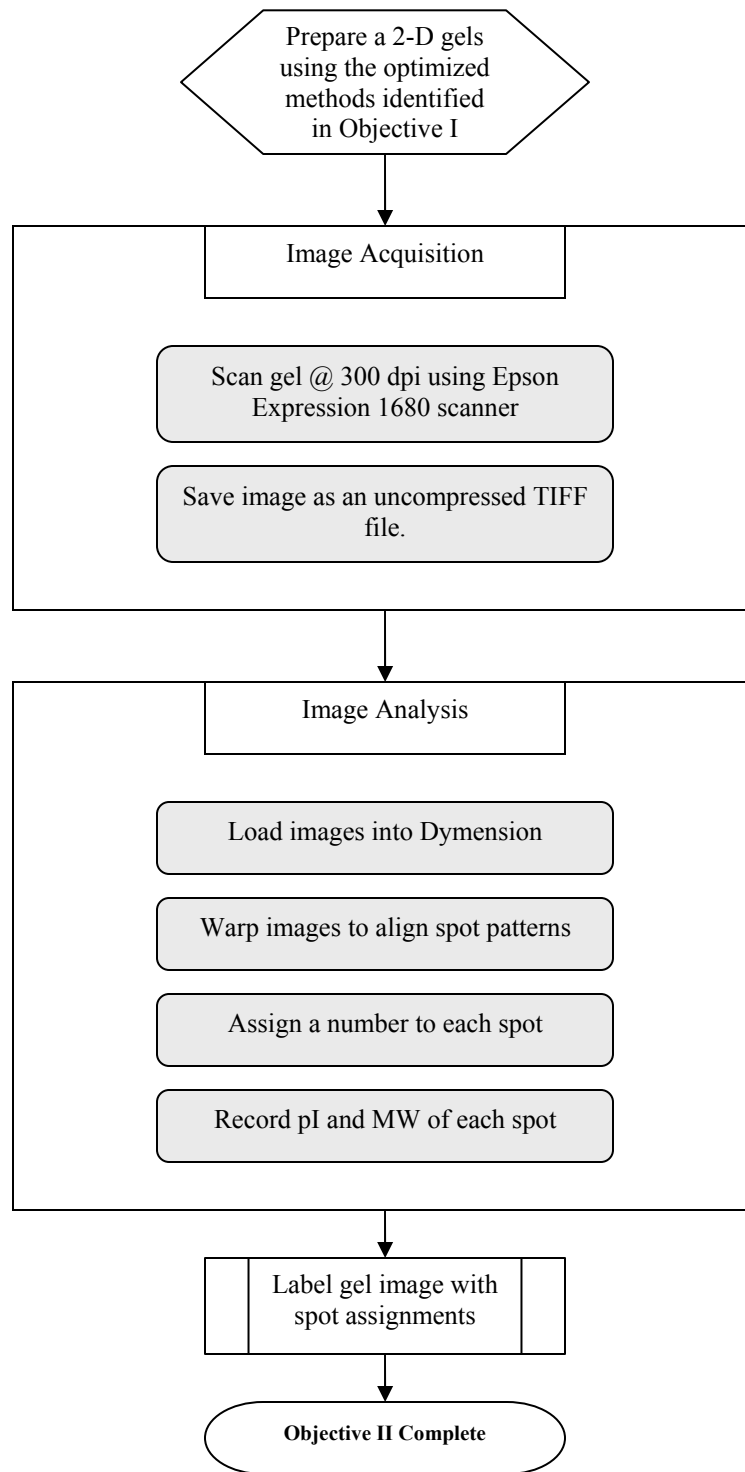 Prepare a 2-D gels
using the optimized
methods identified
in Objective I
Image Acquisition
Scan gel @ 300 dpi using Epson
Expression 1680 scanner
Save image as an uncompressed TIFF
file.
Image Analysis
Load images into Dymension
Warp images to align spot patterns
Assign a number to each spot
Record pI and MW of each spot
Label gel image with
spot assignments
Objective II Complete